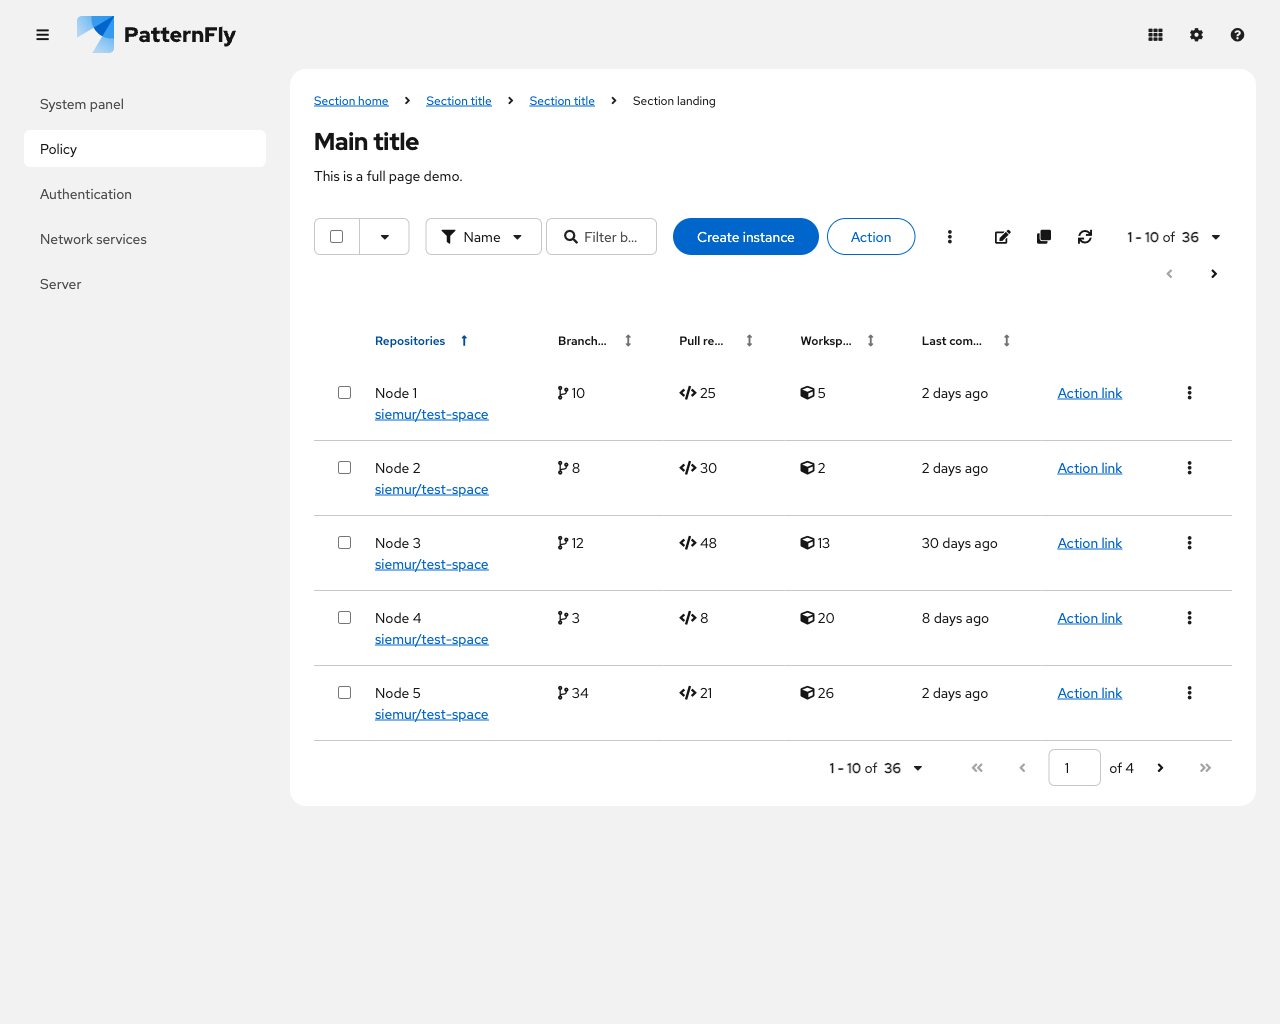 PatternFly
System panel
Policy
Authentication
Network services
Server
Section home
Section title
Section title
Section landing
Main title
This is a full page demo.
Name
Filter b...
Create instance
Action
1 - 10 of 36
Repositories
Branch...
Pull re...
Worksp...
Last com...
Node 1
siemur/test-space
10
25
5
2 days ago
Action link
Node 2
siemur/test-space
8
30
2
2 days ago
Action link
Node 3
siemur/test-space
12
48
13
30 days ago
Action link
Node 4
siemur/test-space
3
8
20
8 days ago
Action link
Node 5
siemur/test-space
34
21
26
2 days ago
Action link
1 - 10 of 36
1
of 4